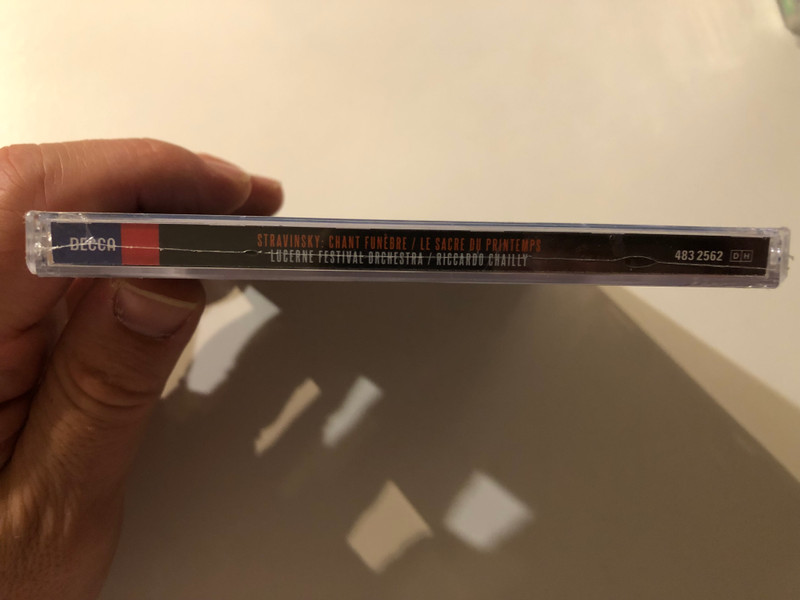 DECCA
STRAVINSKY: CHANT FUNÈBRE / LE SACRE DU PRINTEMPS
LUCERNE FESTIVAL ORCHESTRA / RICCARDO CHAILLY
483 2562 DH